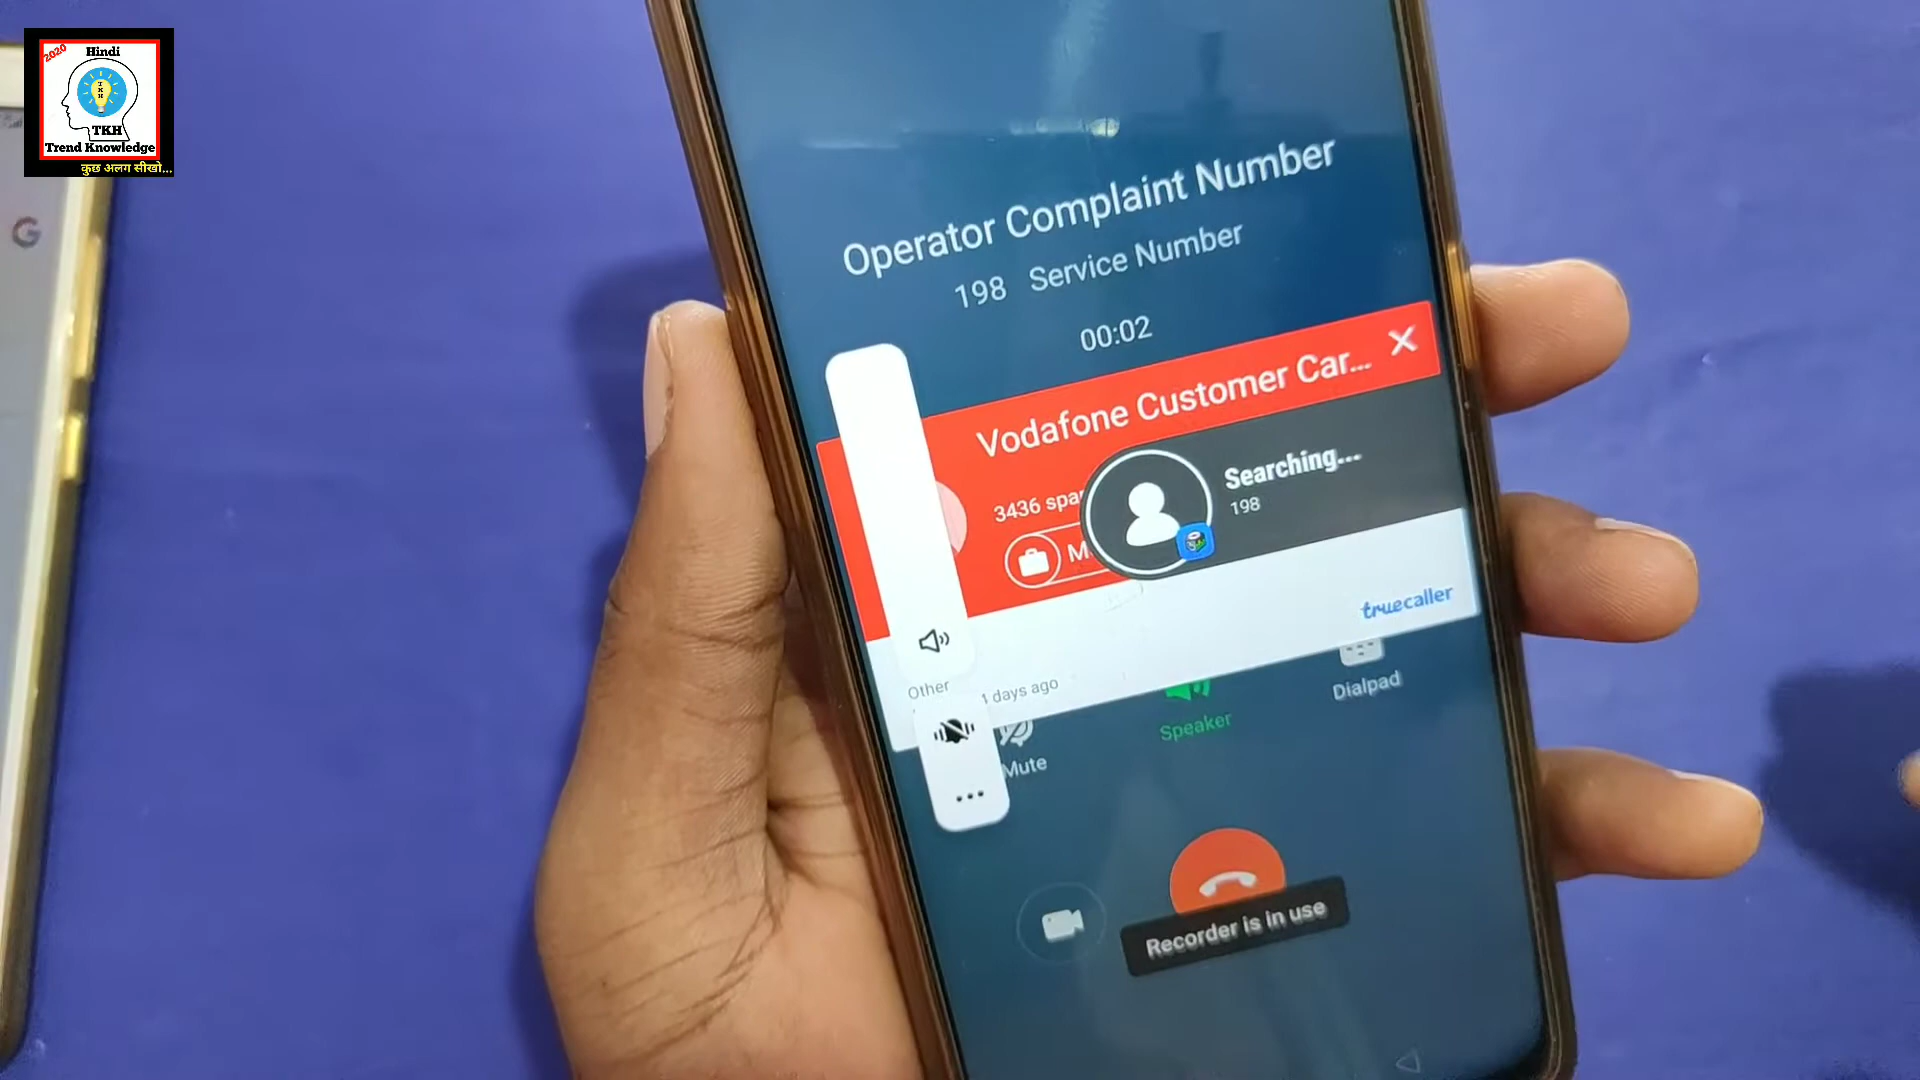 2020
Hindi
T
K
H
TKH
Trend Knowledge
कुछ अलग सीखो...
G
Operator Complaint Number
198 Service Number
00:02
Vodafone Customer Car...
Searching...
198
3436 spa
M
truecaller
Other
days ago
Mute
Speaker
Dialpad
Recorder is in use